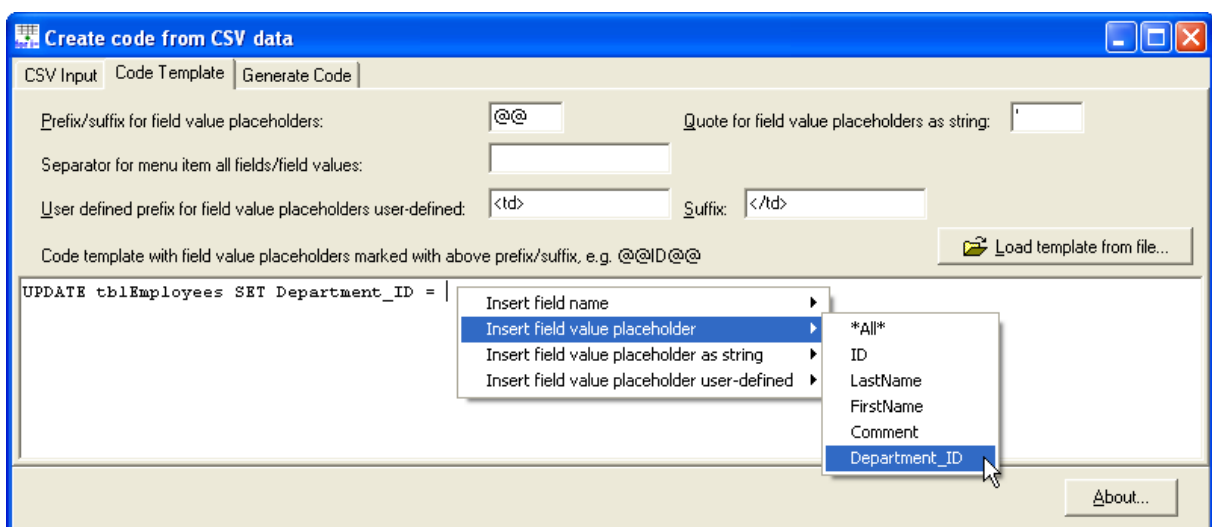 Create code from CSV data
CSV Input Code Template Generate Code
Prefix/suffix for field value placeholders: @@ Quote for field value placeholders as string: '
Separator for menu item all fields/field values:
User defined prefix for field value placeholders user-defined: <td> Suffix: </td>
Code template with field value placeholders marked with above prefix/suffix, e.g. @@ID@@ Load template from file...
UPDATE tblEmployees SET Department_ID =
Insert field name
Insert field value placeholder
Insert field value placeholder as string
Insert field value placeholder user-defined
*All*
ID
LastName
FirstName
Comment
Department_ID
About...